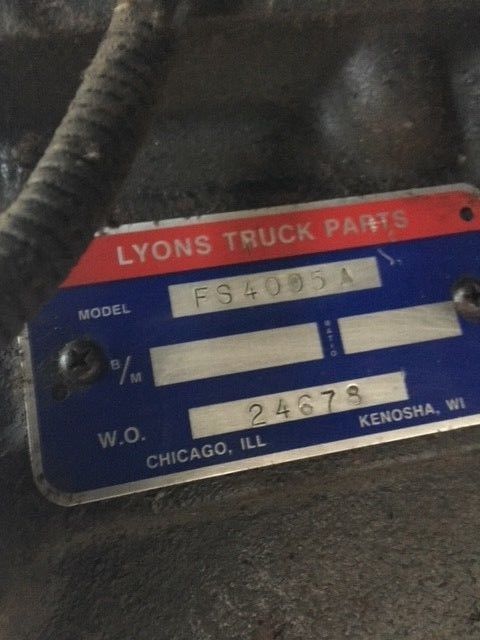 LYONS TRUCK PARTS
MODEL FS4005A
B/M RATIO
W.O. 24678
CHICAGO, ILL KENOSHA, WI